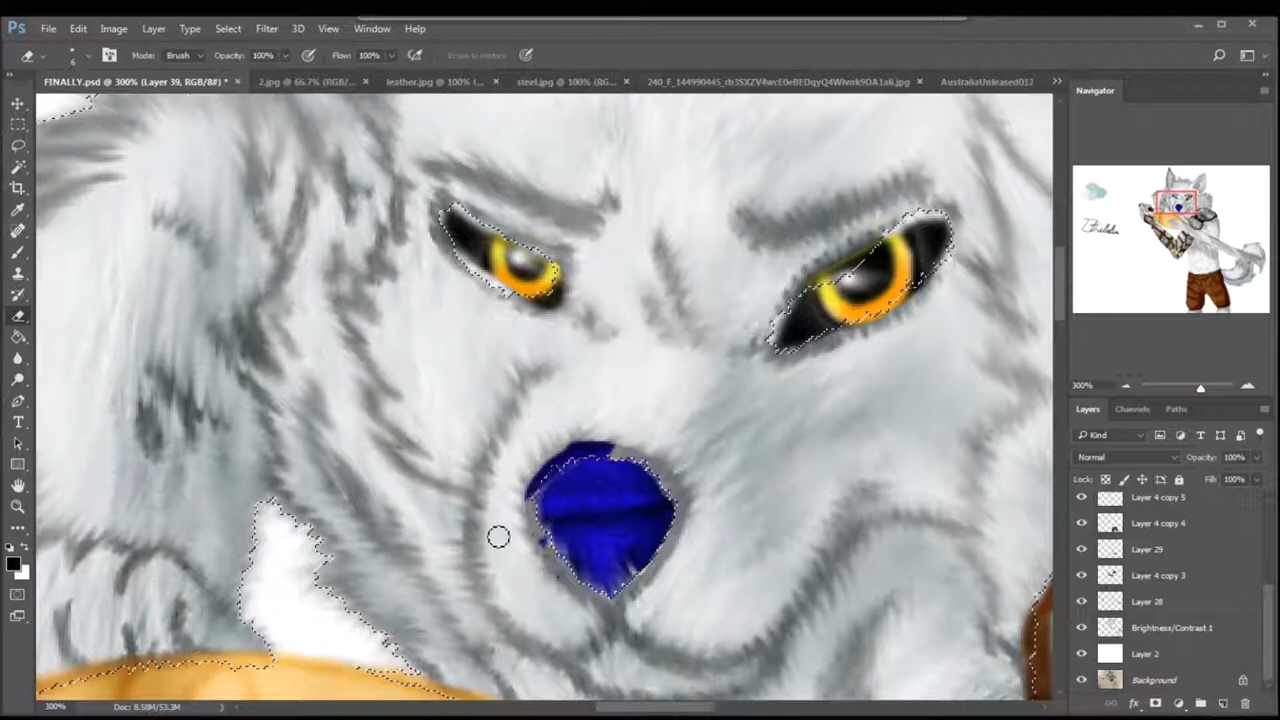 Ps File Edit Image Layer Type Select Filter 3D View Window Help
6 Mode: Brush Opacity: 100% Flow: 100% Erase to History
FINALLY.psd @ 300% (Layer 39, RGB/8#) * × 2.jpg @ 66.7% (RGB/... × leather.jpg @ 100% (... × steel.jpg @ 100% (RG... ×
Navigator
300%
Layers Channels Paths
Kind
Normal Opacity: 100%
Lock: Fill: 100%
Layer 4 copy 5
Layer 4 copy 4
Layer 29
Layer 4 copy 3
Layer 28
Brightness/Contrast 1
Layer 2
Background
300% Doc: 8.58M/53.3M